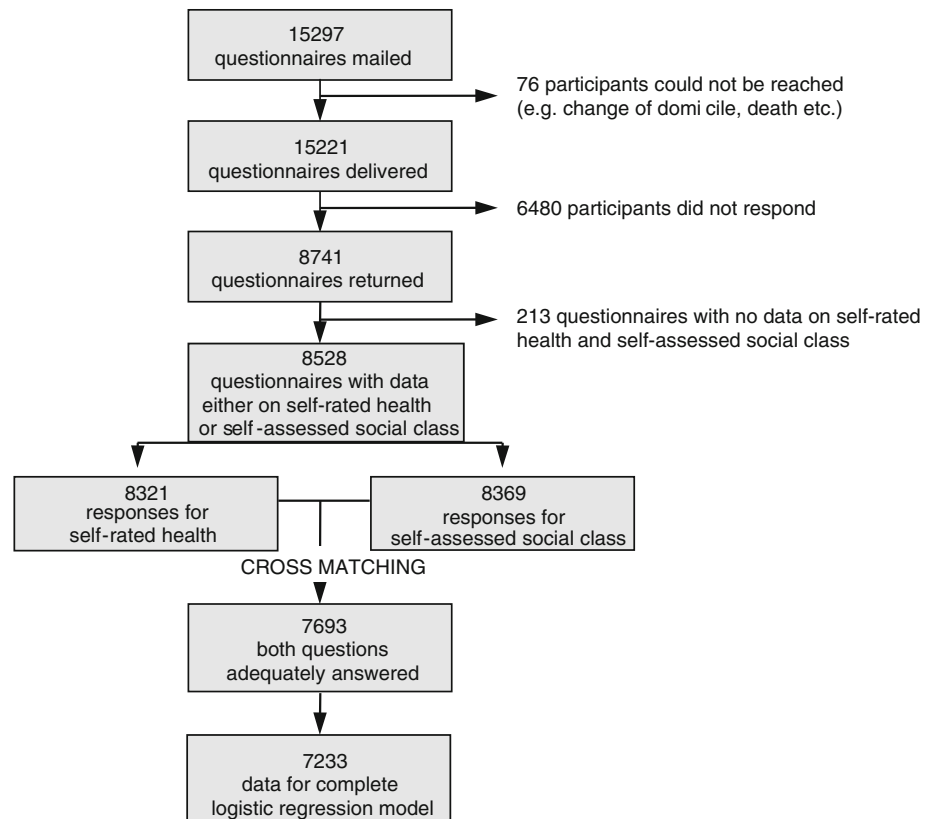 15297
questionnaires mailed
76 participants could not be reached
(e.g. change of domi cile, death etc.)
15221
questionnaires delivered
6480 participants did not respond
8741
questionnaires returned
213 questionnaires with no data on self-rated
health and self-assessed social class
8528
questionnaires with data
either on self-rated health
or self-assessed social class
8321
responses for
self-rated health
8369
responses for
self-assessed social class
CROSS MATCHING
7693
both questions
adequately answered
7233
data for complete
logistic regression model